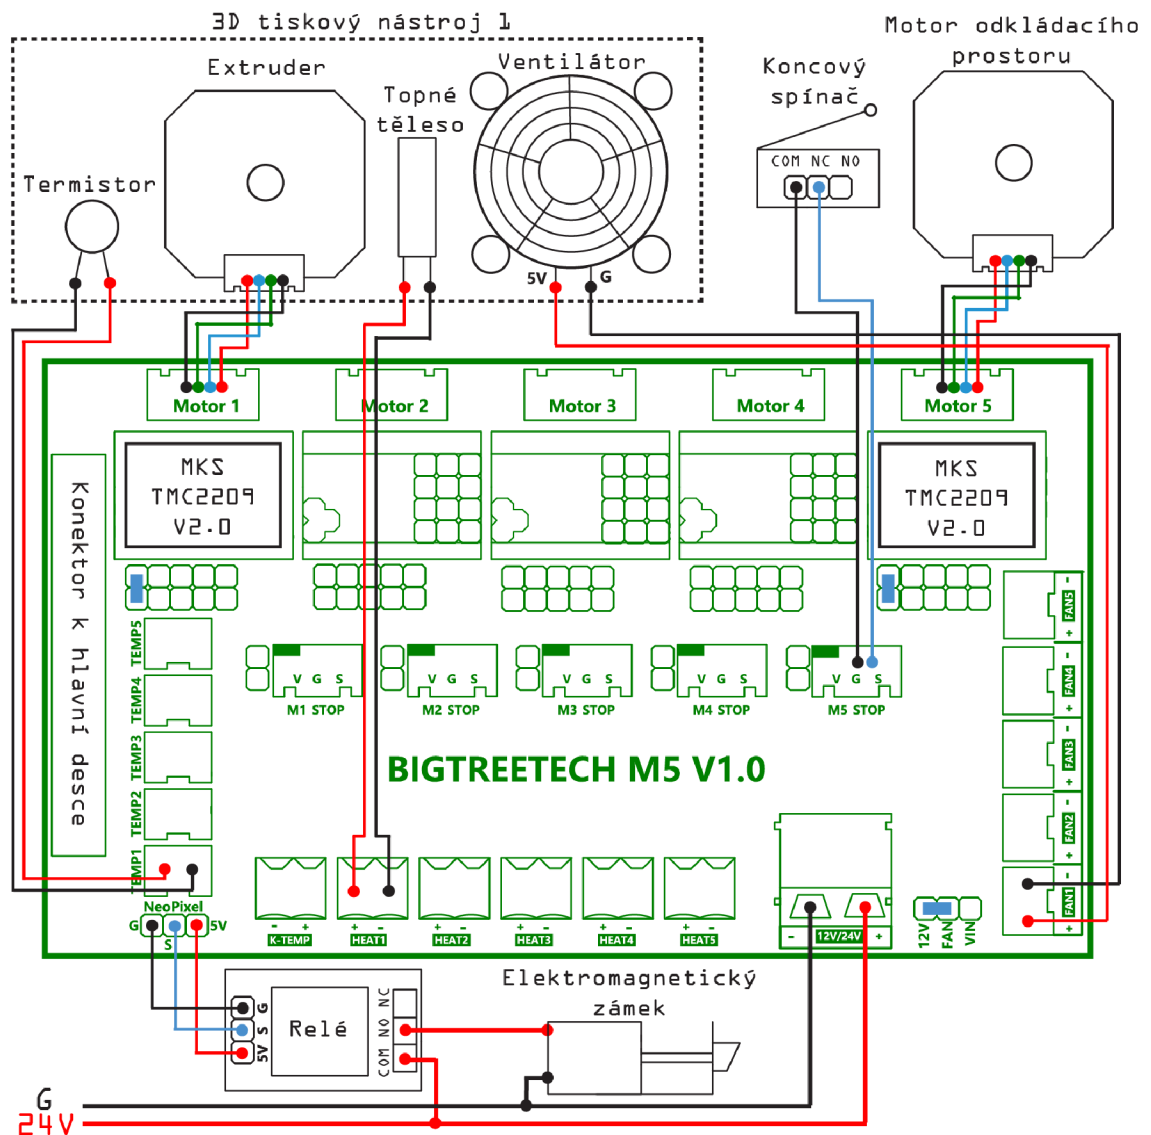 3D tiskový nástroj 1
Motor odkládacího
prostoru
Extruder
Topné
těleso
Ventilátor
Koncový
spínač
Termistor
COM NC NO
5V
G
Motor 1
Motor 2
Motor 3
Motor 4
Motor 5
MKS
TMC2209
V2.0
MKS
TMC2209
V2.0
Konektor k hlavní desce
TEMP5
TEMP4
TEMP3
TEMP2
TEMP1
V G S
M1 STOP
V G S
M2 STOP
V G S
M3 STOP
V G S
M4 STOP
V G S
M5 STOP
- FAN5 +
- FAN4 +
- FAN3 +
- FAN2 +
- FAN1 +
BIGTREETECH M5 V1.0
NeoPixel
G
S
5V
- +
K-TEMP
+ -
HEAT1
+ -
HEAT2
+ -
HEAT3
+ -
HEAT4
+ -
HEAT5
- 12V/24V +
12V
FAN
VIN
G
S
5V
Relé
NC
NO
COM
Elektromagnetický
zámek
G
24V